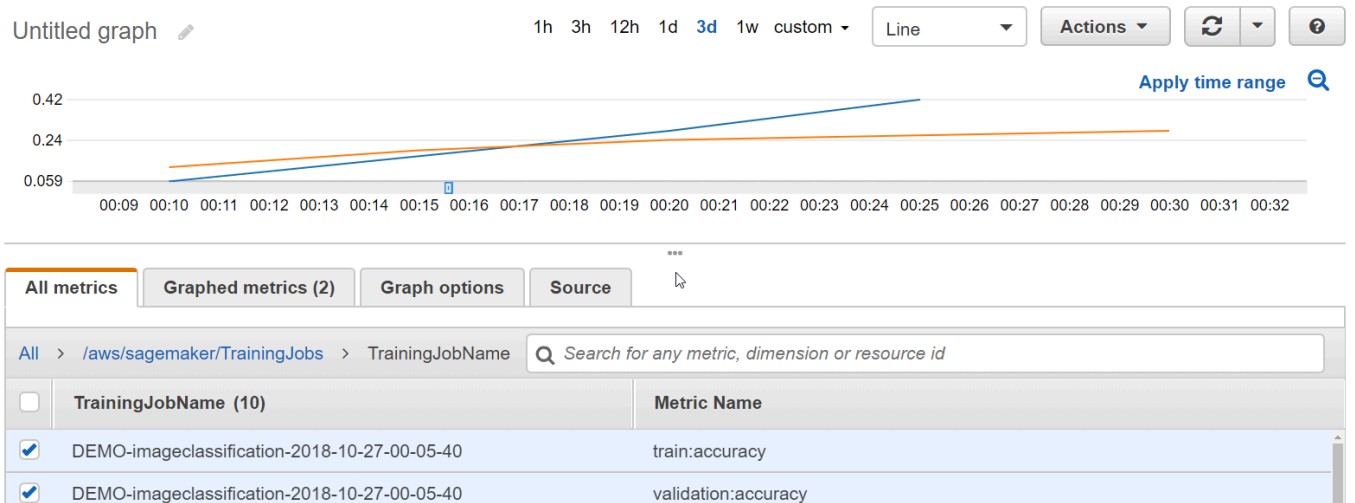 Untitled graph 1h 3h 12h 1d 3d 1w custom Line Actions ?
Apply time range
0.42
0.24
0.059
00:09 00:10 00:11 00:12 00:13 00:14 00:15 00:16 00:17 00:18 00:19 00:20 00:21 00:22 00:23 00:24 00:25 00:26 00:27 00:28 00:29 00:30 00:31 00:32
All metrics Graphed metrics (2) Graph options Source
All > /aws/sagemaker/TrainingJobs > TrainingJobName Search for any metric, dimension or resource id
TrainingJobName (10) Metric Name
DEMO-imageclassification-2018-10-27-00-05-40 train:accuracy
DEMO-imageclassification-2018-10-27-00-05-40 validation:accuracy